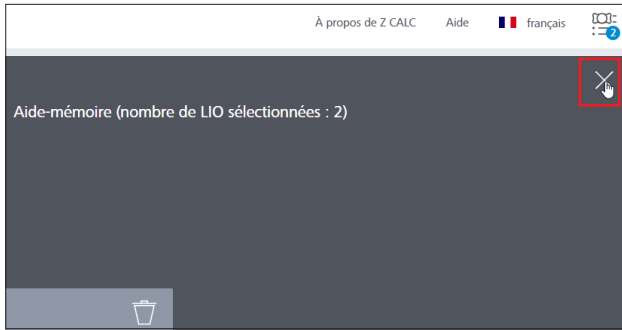 À propos de Z CALC Aide français
2
Aide-mémoire (nombre de LIO sélectionnées : 2)